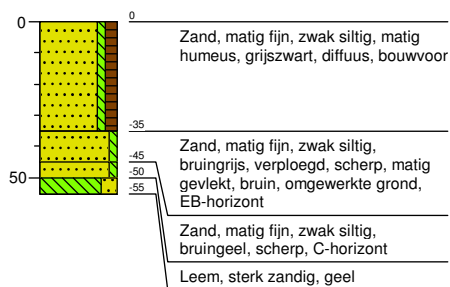 0
0
Zand, matig fijn, zwak siltig, matig
humeus, grijszwart, diffuus, bouwvoor
-35
Zand, matig fijn, zwak siltig,
bruingrijs, verploegd, scherp, matig
gevlekt, bruin, omgewerkte grond,
EB-horizont
-45
50
-50
-55
Zand, matig fijn, zwak siltig,
bruingeel, scherp, C-horizont
Leem, sterk zandig, geel